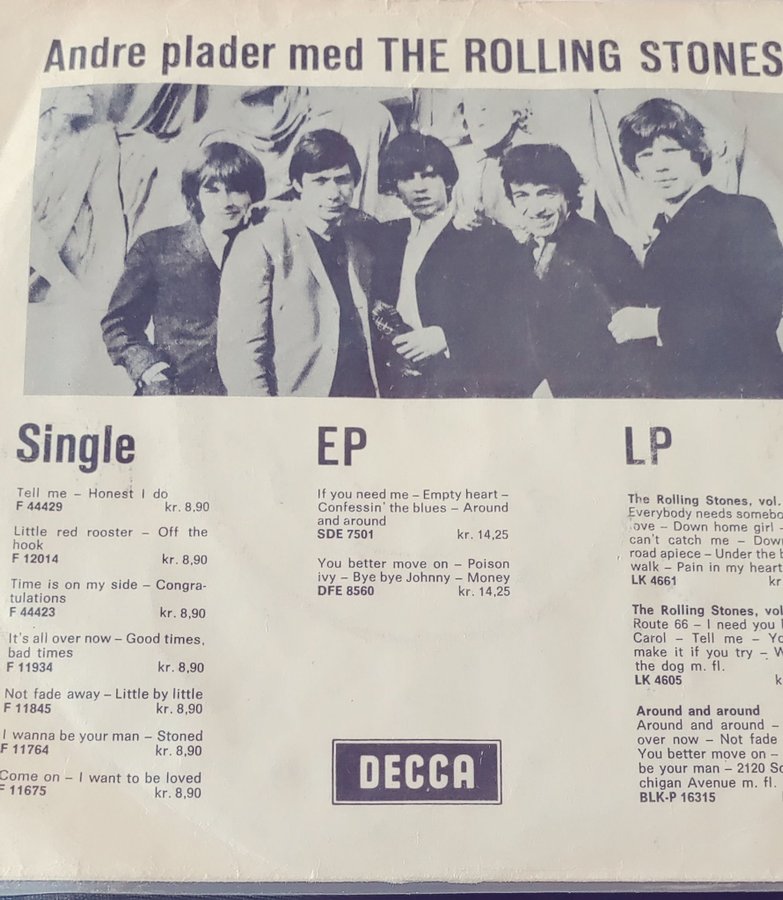 Andre plader med THE ROLLING STONES
Single
Tell me – Honest I do
F 44429 kr. 8,90
Little red rooster – Off the
hook
F 12014 kr. 8,90
Time is on my side – Congra-
tulations
F 44423 kr. 8,90
It's all over now – Good times,
bad times
F 11934 kr. 8,90
Not fade away – Little by little
F 11845 kr. 8,90
I wanna be your man – Stoned
F 11764 kr. 8,90
Come on – I want to be loved
F 11675 kr. 8,90
EP
If you need me – Empty heart –
Confessin' the blues – Around
and around
SDE 7501 kr. 14,25
You better move on – Poison
ivy – Bye bye Johnny – Money
DFE 8560 kr. 14,25
DECCA
LP
The Rolling Stones, vol.
Everybody needs
love – Down home girl –
can't catch me –
road apiece – Under the
walk – Pain in my heart
LK 4661 kr
The Rolling Stones,
Route 66 – I need you
Carol – Tell me –
make it if you try –
the dog m. fl.
LK 4605
Around and around
Around and around –
over now – Not fade
You better move on –
be your man – 2120
chigan Avenue m. fl.
BLK-P 16315